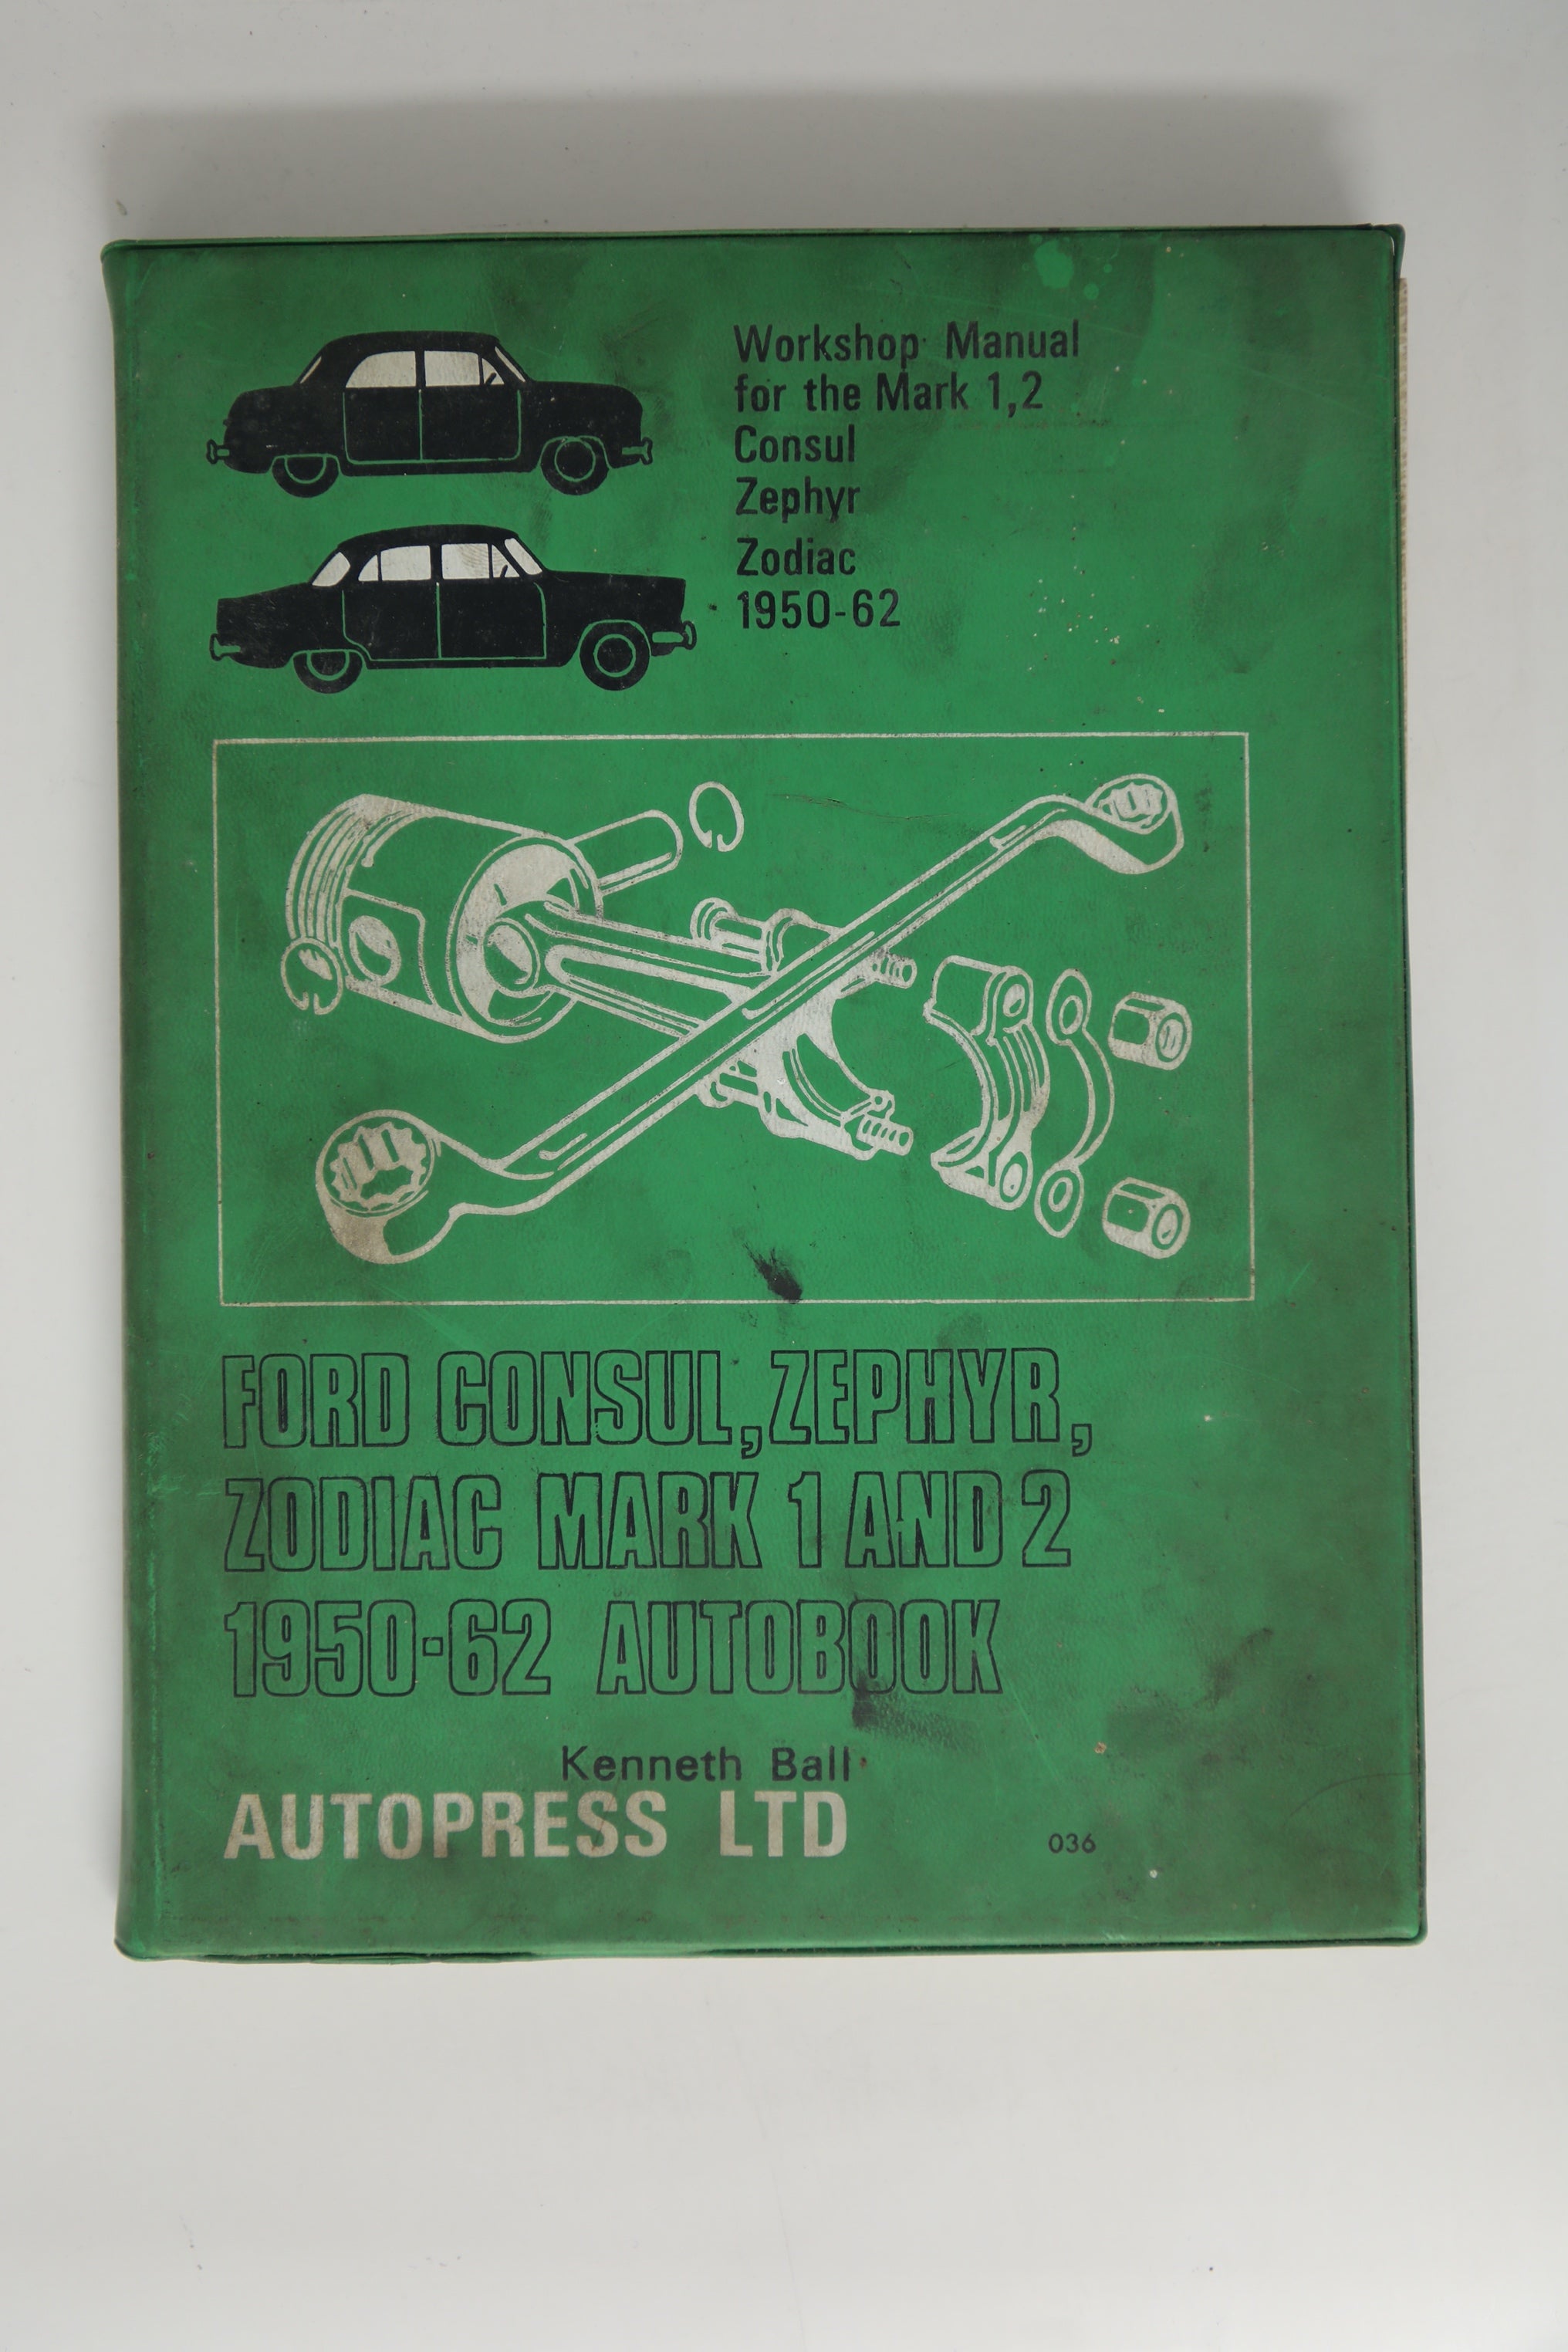 Workshop Manual
for the Mark 1,2
Consul
Zephyr
Zodiac
1950-62
FORD CONSUL, ZEPHYR,
ZODIAC MARK 1 AND 2
1950-62 AUTOBOOK
Kenneth Ball
AUTOPRESS LTD
036